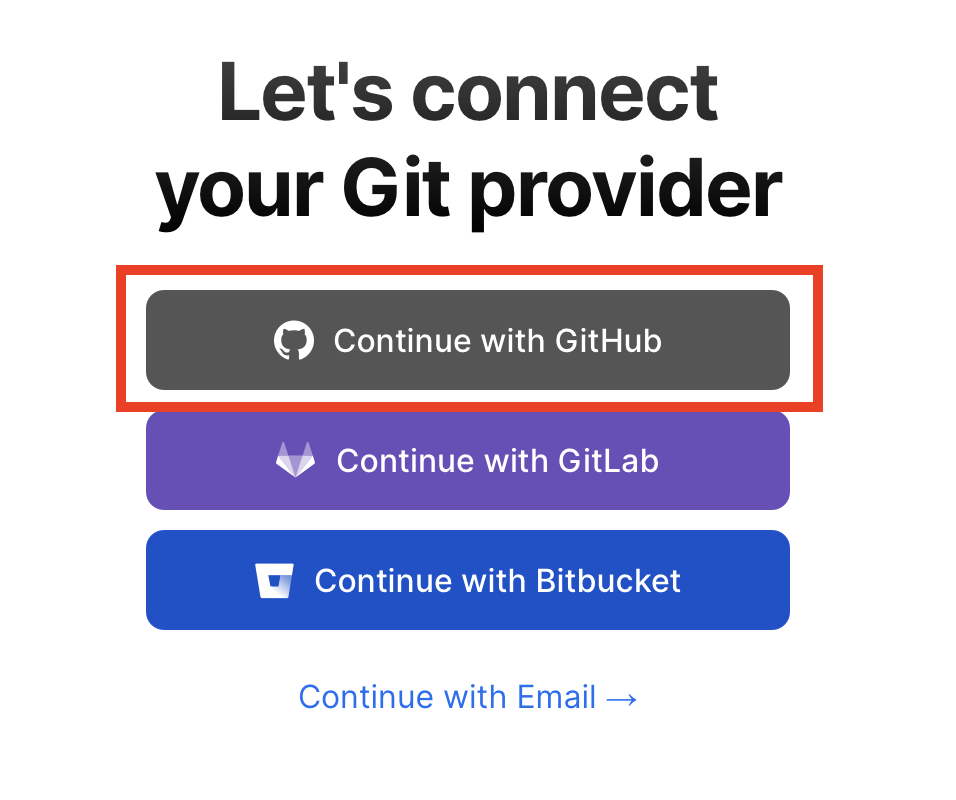 Let's connect
your Git provider
Continue with GitHub
Continue with GitLab
Continue with Bitbucket
Continue with Email →